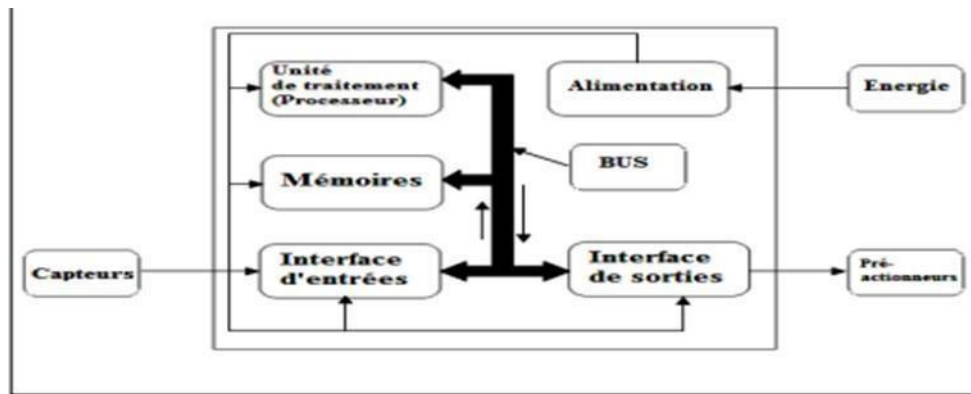 Unité
de traitement
(Processeur)
Alimentation
Energie
BUS
Mémoires
Capteurs
Interface
d'entrées
Interface
de sorties
Pré-
actionneurs